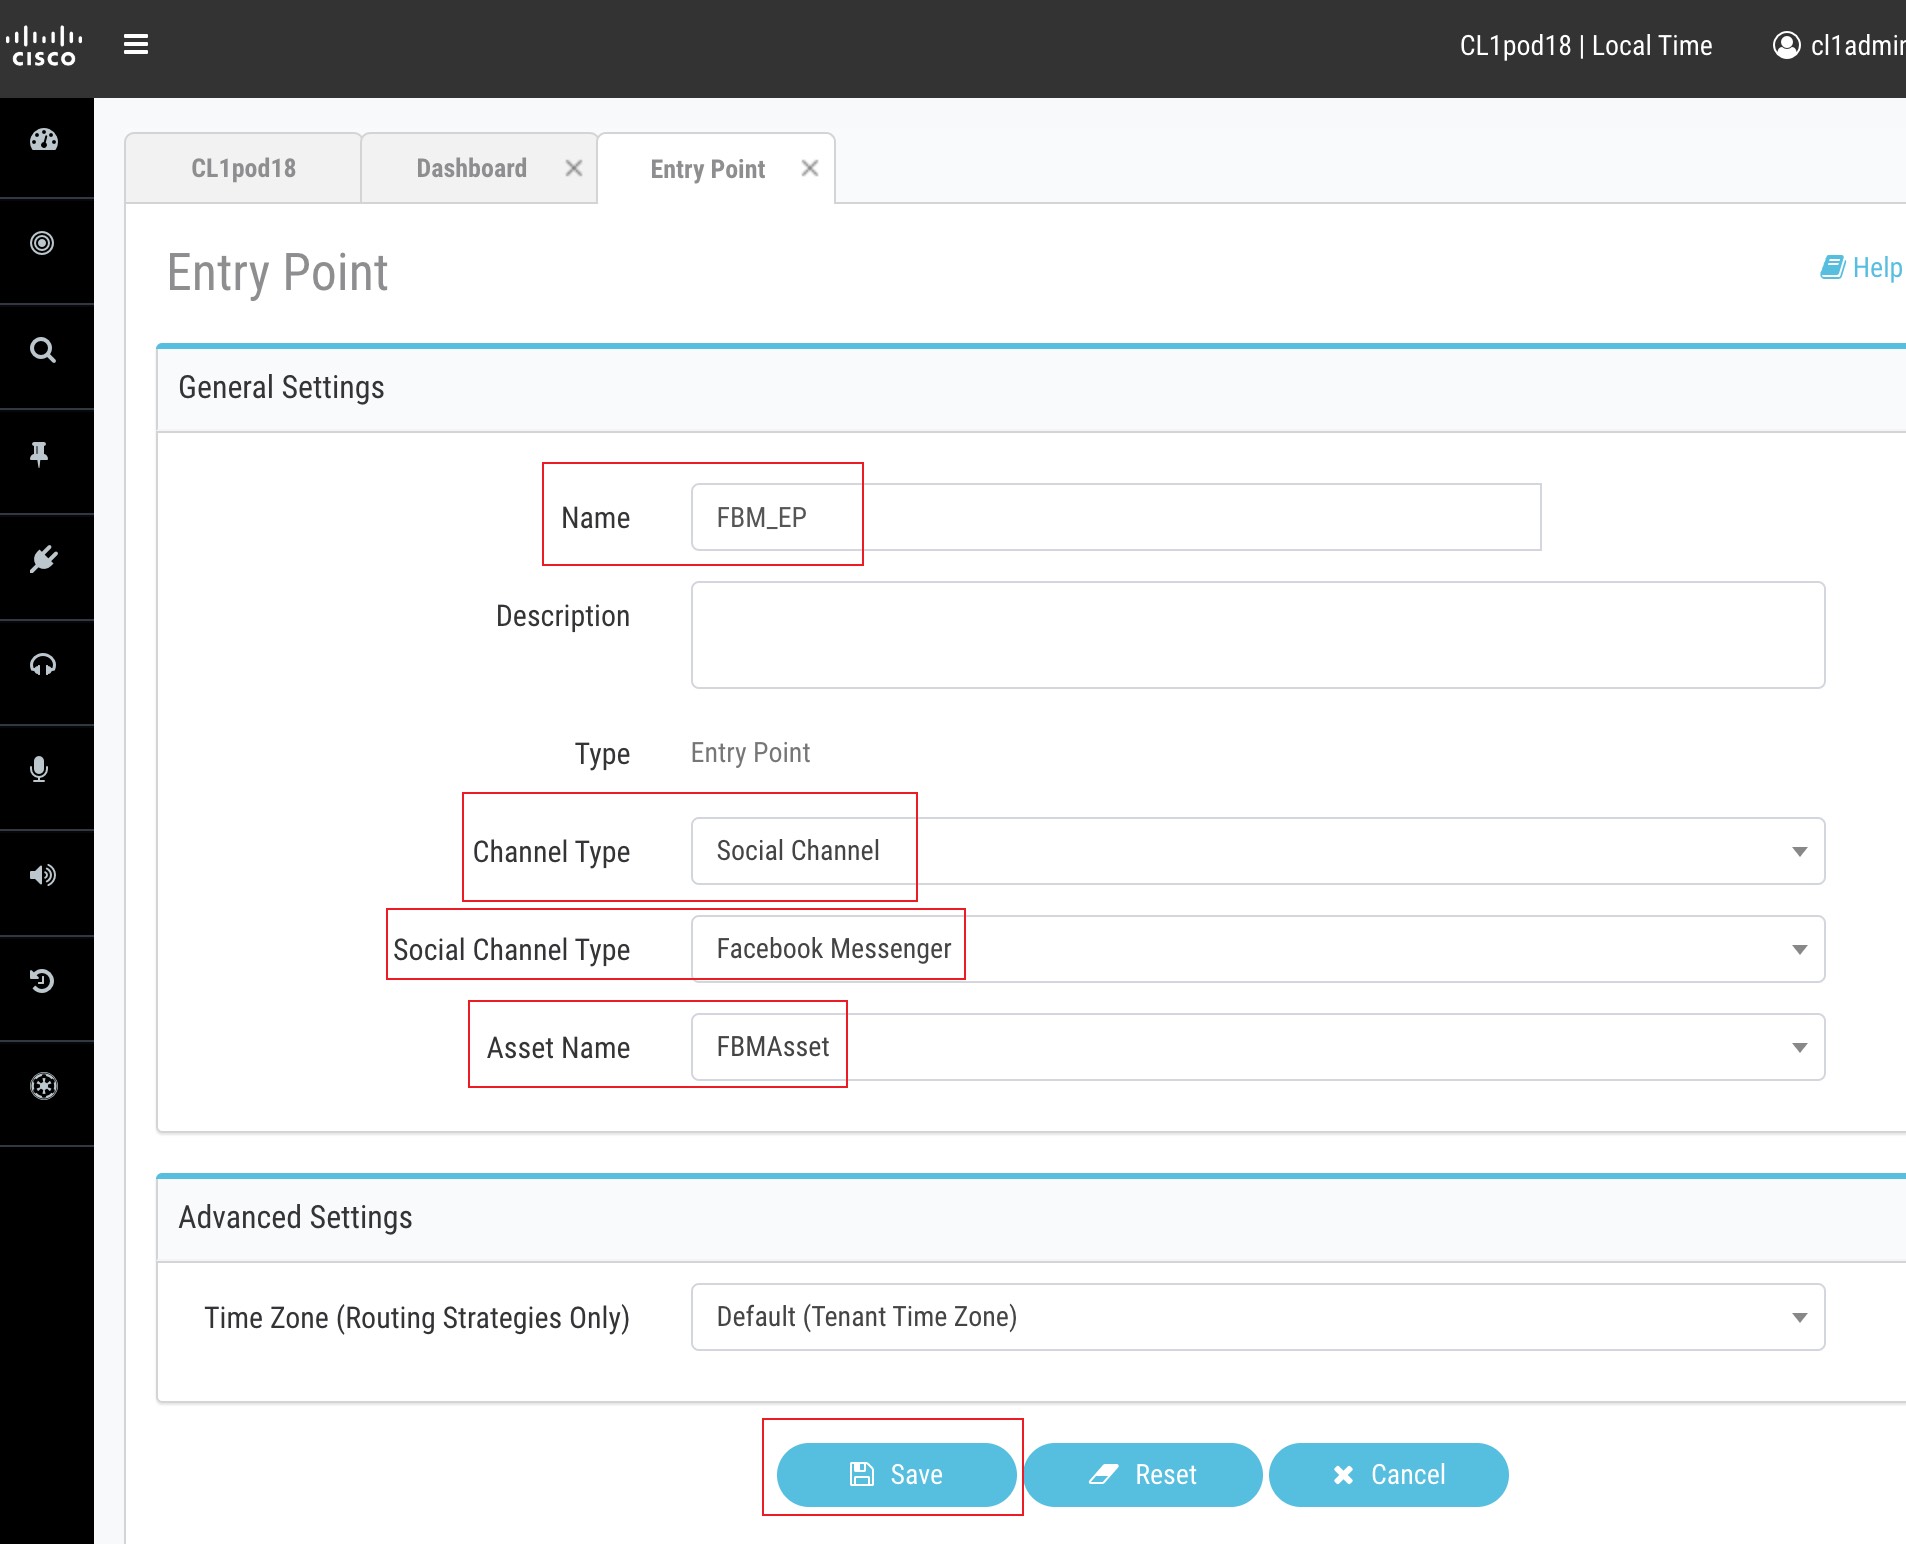 CISCO
CL1pod18 | Local Time
cl1admin
CL1pod18
Dashboard
Entry Point
Entry Point
Help
General Settings
Name
FBM_EP
Description
Type
Entry Point
Channel Type
Social Channel
Social Channel Type
Facebook Messenger
Asset Name
FBMAsset
Advanced Settings
Time Zone (Routing Strategies Only)
Default (Tenant Time Zone)
Save
Reset
Cancel